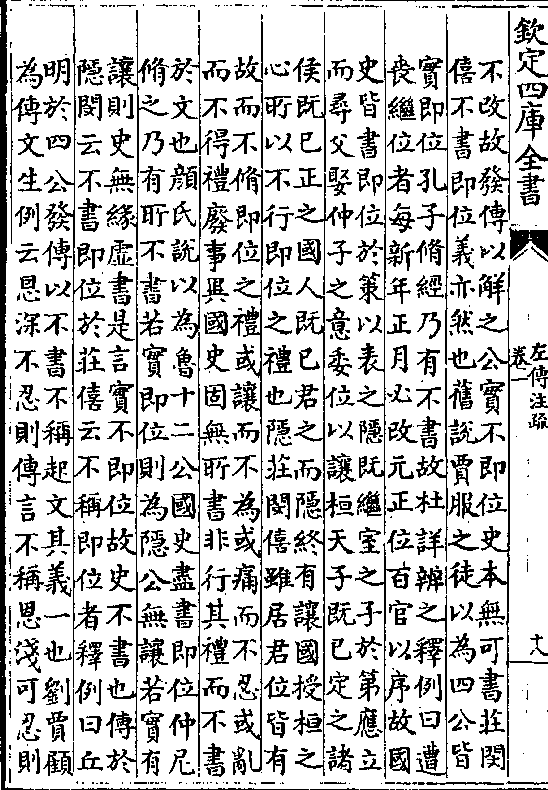 欽定四庫全書
左傳注疏
卷一
十八
不改故發傳以解之公實不即位史本無可書莊閔
僖不書即位義亦然也舊說賈服之徒以為四公皆
實即位孔子脩經乃有不書故杜詳辨之釋例曰遭
喪繼位者每新年正月必改元正位百官以序故國
史皆書即位於策以表之隱既繼室之子於第應立
而尋父娶仲子之意委位以讓桓天子既已定之諸
侯既已正之國人既已君之而隱終有讓國授桓之
心所以不行即位之禮也隱莊閔僖雖居君位皆有
故而不脩即位之禮或讓而不為或痛而不忍或亂
而不得禮廢事異國史固無所書非行其禮而不書
於文也顏氏說以為魯十二公國史盡書即位仲尼
脩之乃有所不書若實即位則為隱公無讓若實有
讓則史無緣虛書是言實不即位故史不書也傳於
隱閔云不書即位於莊僖云不稱即位者釋例曰丘
明於四公發傳以不書不稱起文其義一也劉賈顧
為傳文生例云恩深不忍則傳言不稱恩淺可忍則